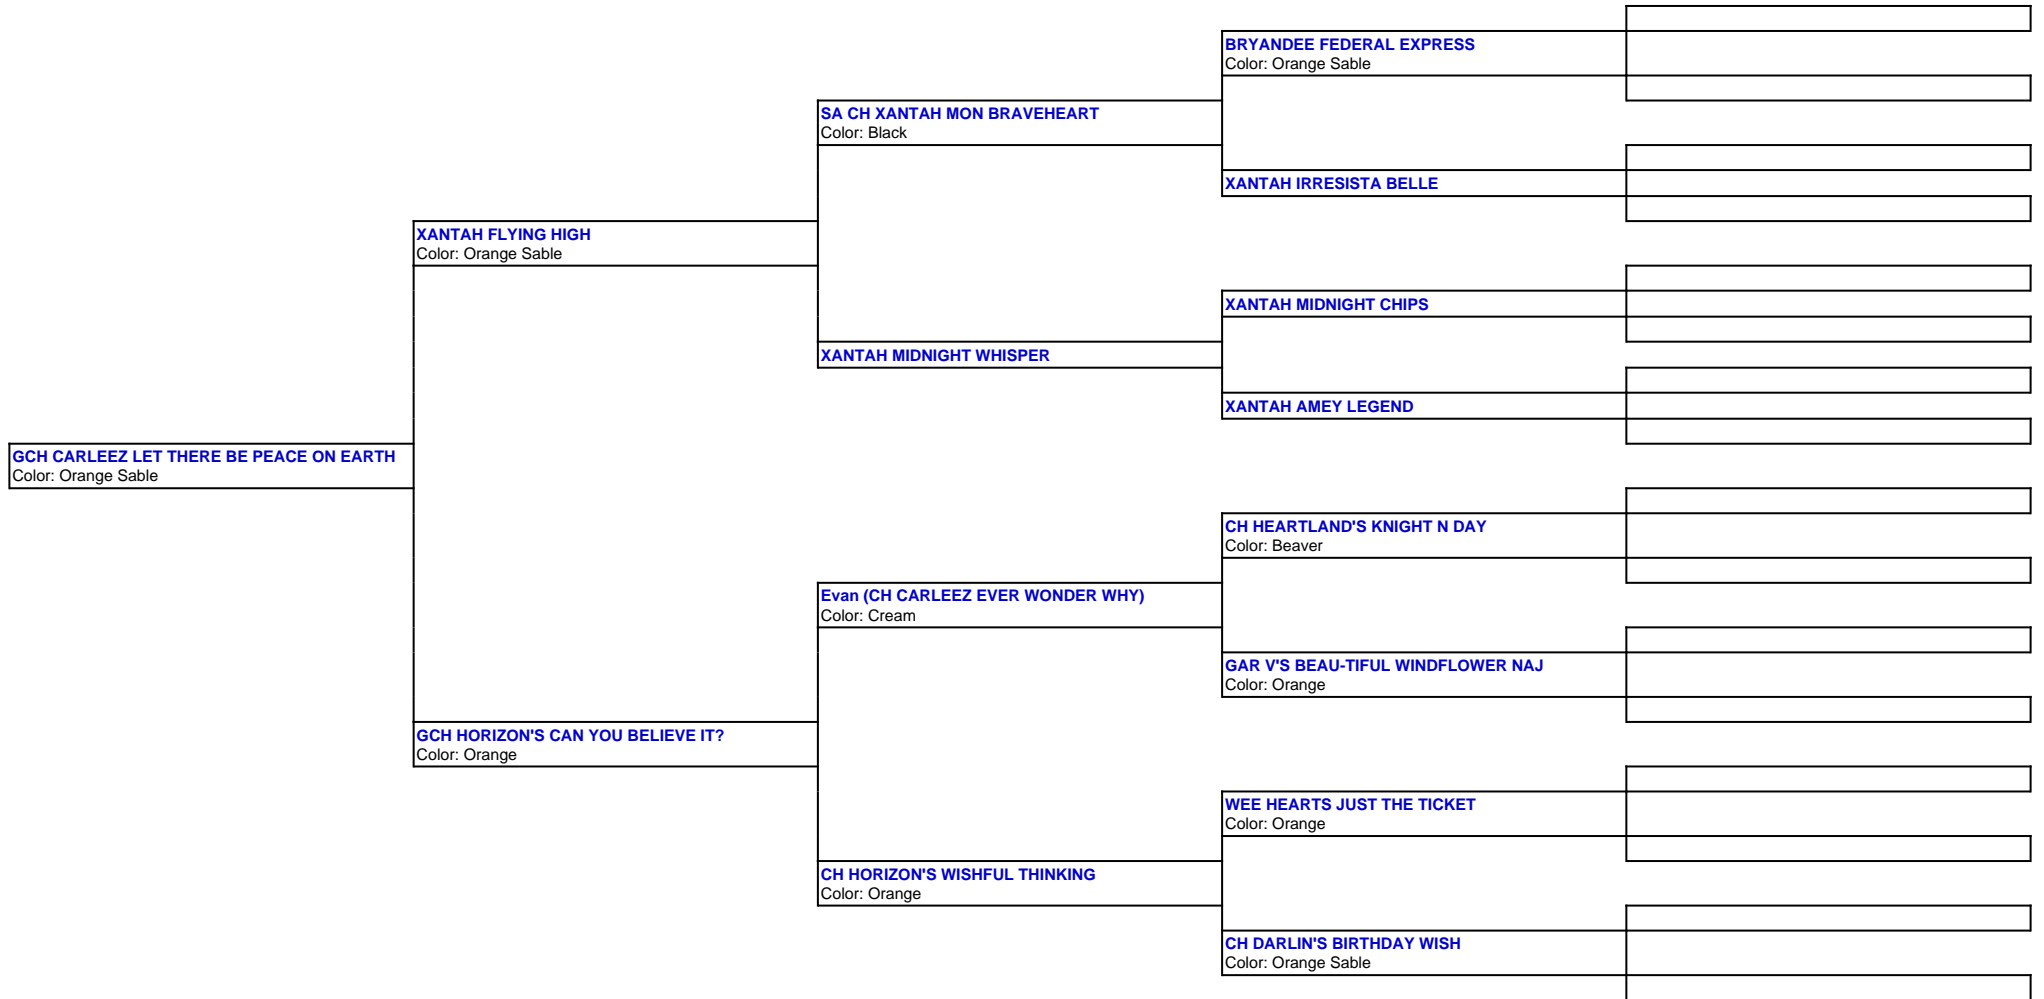 BRYANDEE FEDERAL EXPRESS
Color: Orange Sable
SA CH XANTAH MON BRAVEHEART
Color: Black
XANTAH IRRESISTA BELLE
XANTAH FLYING HIGH
Color: Orange Sable
XANTAH MIDNIGHT CHIPS
XANTAH MIDNIGHT WHISPER
XANTAH AMEY LEGEND
GCH CARLEEZ LET THERE BE PEACE ON EARTH
Color: Orange Sable
CH HEARTLAND'S KNIGHT N DAY
Color: Beaver
Evan (CH CARLEEZ EVER WONDER WHY)
Color: Cream
GAR V'S BEAU-TIFUL WINDFLOWER NAJ
Color: Orange
GCH HORIZON'S CAN YOU BELIEVE IT?
Color: Orange
WEE HEARTS JUST THE TICKET
Color: Orange
CH HORIZON'S WISHFUL THINKING
Color: Orange
CH DARLIN'S BIRTHDAY WISH
Color: Orange Sable